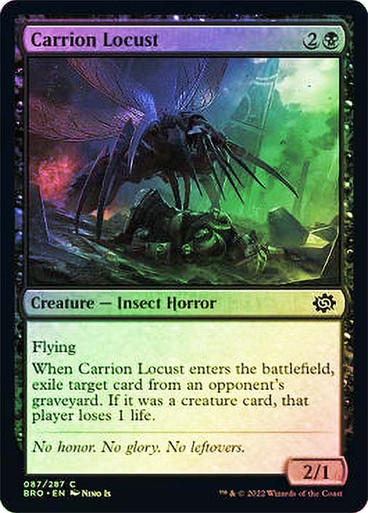 Carrion Locust 2
Creature — Insect Horror
Flying
When Carrion Locust enters the battlefield,
exile target card from an opponent's
graveyard. If it was a creature card, that
player loses 1 life.
No honor. No glory. No leftovers.
2/1
087/287 C
BRO • EN Nino Is
™ & © 2022 Wizards of the Coast